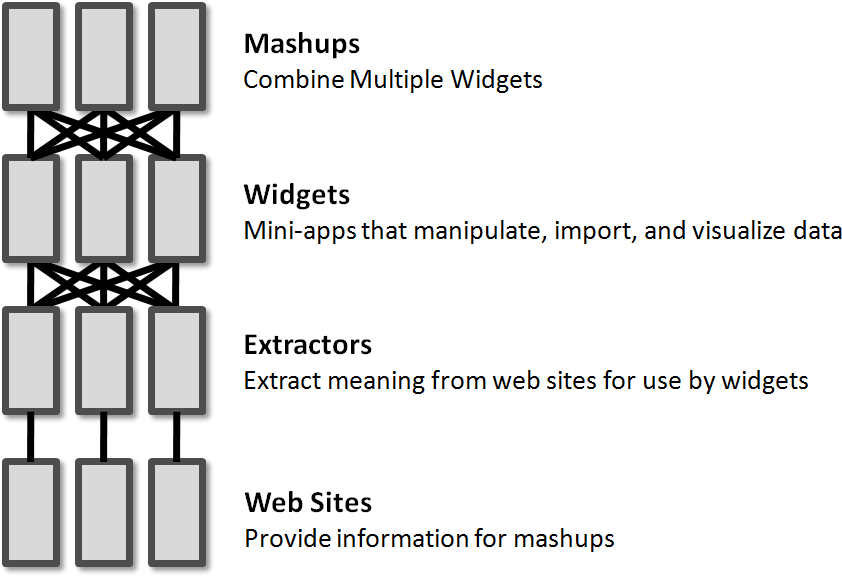 Mashups
Combine Multiple Widgets
Widgets
Mini-apps that manipulate, import, and visualize data
Extractors
Extract meaning from web sites for use by widgets
Web Sites
Provide information for mashups